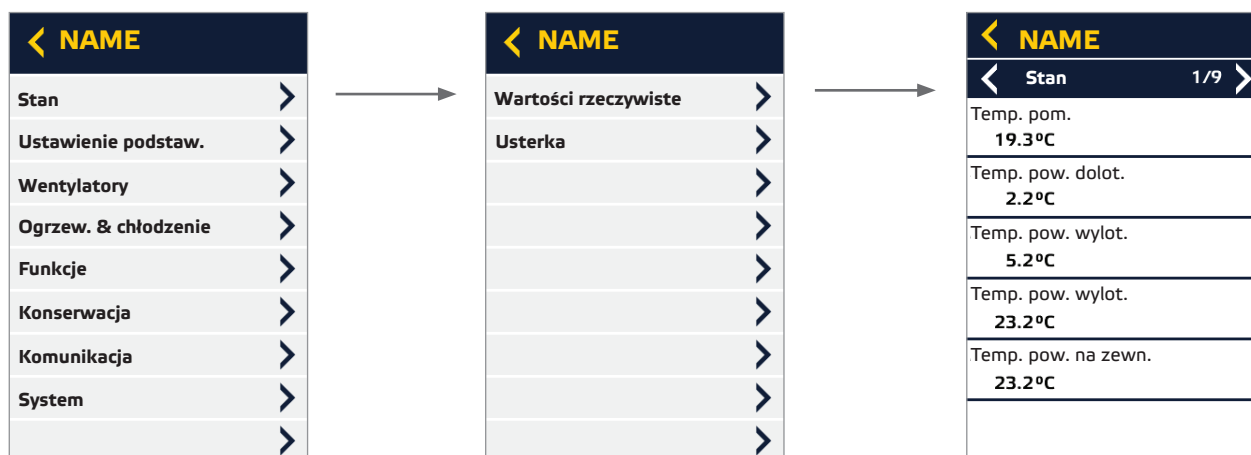 NAME
Stan
Ustawienie podstaw.
Wentylatory
Ogrzew. & chłodzenie
Funkcje
Konserwacja
Komunikacja
System
NAME
Wartości rzeczywiste
Usterka
NAME
Stan 1/9
Temp. pom.
19.3ºC
Temp. pow. dolot.
2.2ºC
Temp. pow. wylot.
5.2ºC
Temp. pow. wylot.
23.2ºC
Temp. pow. na zewn.
23.2ºC